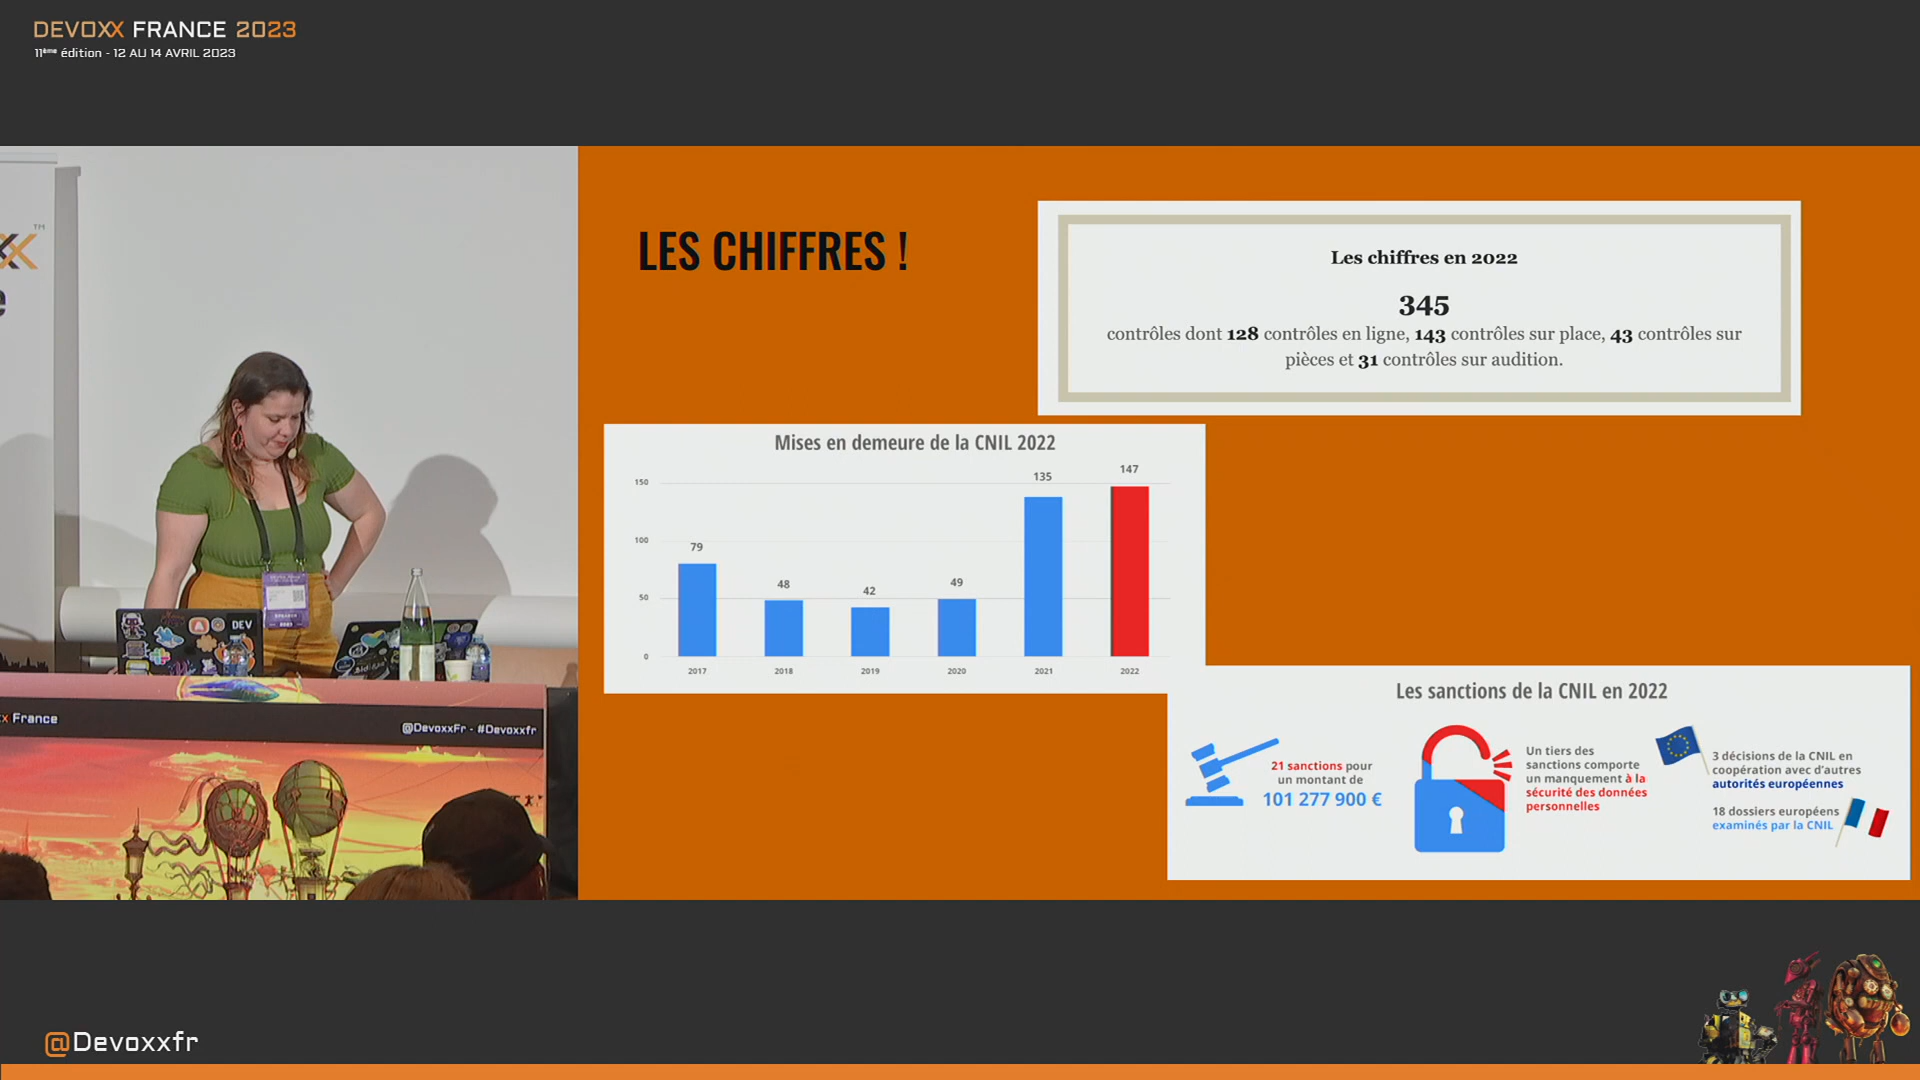 DEVOXX FRANCE 2023
11ème édition - 12 AU 14 AVRIL 2023
LES CHIFFRES !
Les chiffres en 2022
345
contrôles dont 128 contrôles en ligne, 143 contrôles sur place, 43 contrôles sur
pièces et 31 contrôles sur audition.
Mises en demeure de la CNIL 2022
150
100
50
0
79
48
42
49
135
147
2017
2018
2019
2020
2021
2022
Les sanctions de la CNIL en 2022
21 sanctions pour
un montant de
101 277 900 €
Un tiers des
sanctions comporte
un manquement à la
sécurité des données
personnelles
3 décisions de la CNIL en
coopération avec d'autres
autorités européennes
18 dossiers européens
examinés par la CNIL
DEV
x France
@DevoxxFr - #Devoxxfr
@Devoxxfr